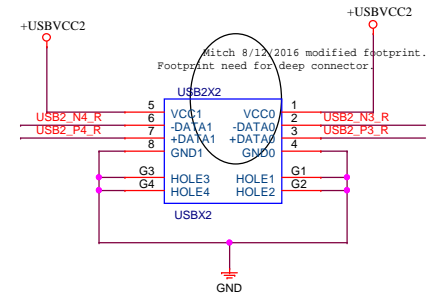 +USBVCC2
+USBVCC2
Mitch 8/12/2016 modified footprint.
Footprint need for deep connector.
USB2X2
5 VCC1 VCC0 1
USB2_N4_R 6 -DATA1 -DATA0 2 USB2_N3_R
USB2_P4_R 7 +DATA1 +DATA0 3 USB2_P3_R
8 GND1 GND0 4
G3 HOLE3 HOLE1 G1
G4 HOLE4 HOLE2 G2
USBX2
GND